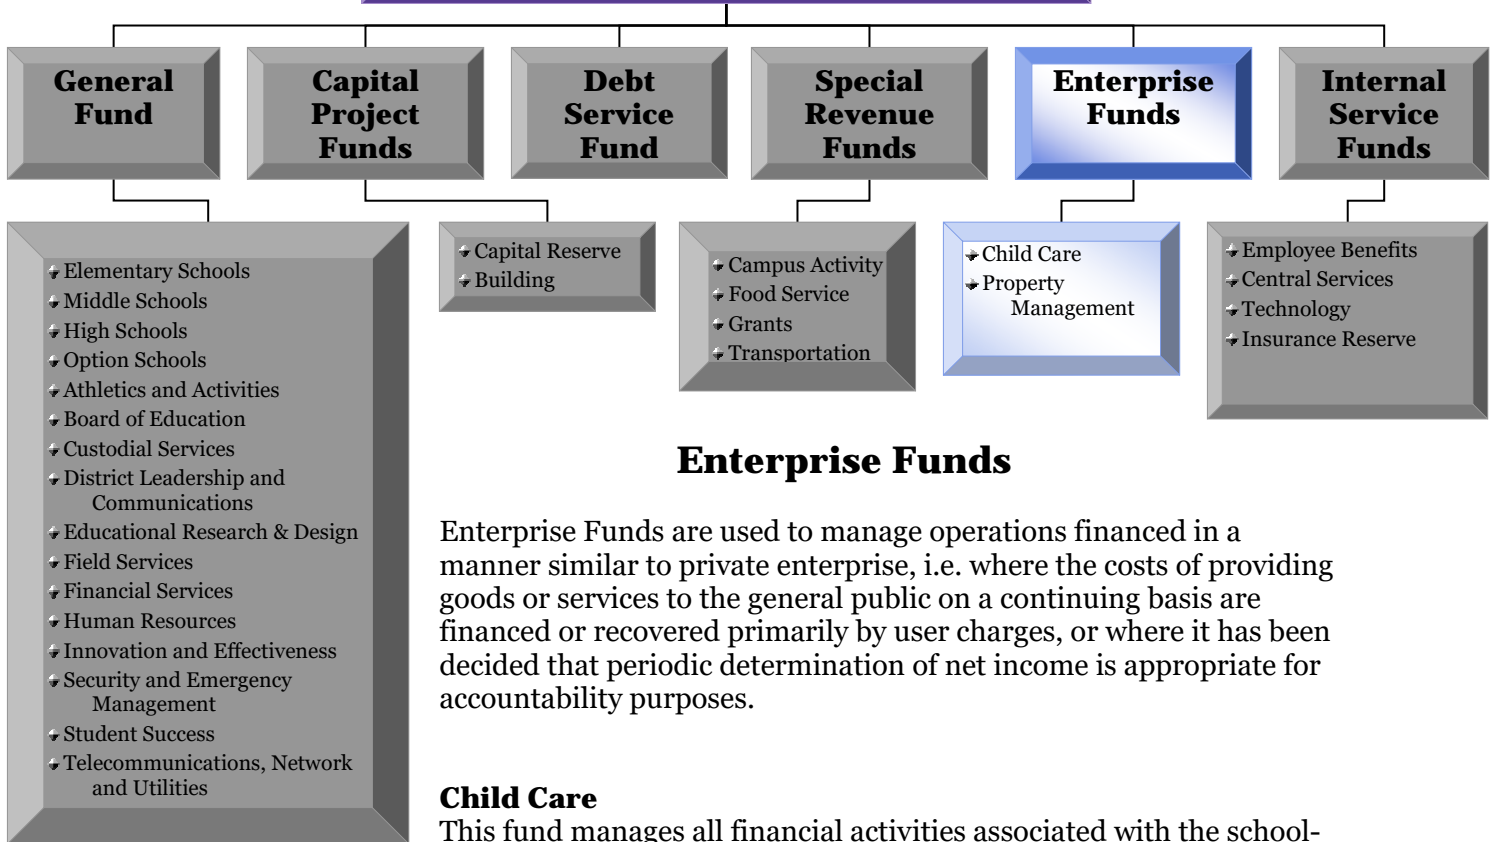 General
Fund
Capital
Project
Funds
Debt
Service
Fund
Special
Revenue
Funds
Enterprise
Funds
Internal
Service
Funds
Elementary Schools
Middle Schools
High Schools
Option Schools
Athletics and Activities
Board of Education
Custodial Services
District Leadership and
Communications
Educational Research & Design
Field Services
Financial Services
Human Resources
Innovation and Effectiveness
Security and Emergency
Management
Student Success
Telecommunications, Network
and Utilities
Capital Reserve
Building
Campus Activity
Food Service
Grants
Transportation
Child Care
Property
Management
Employee Benefits
Central Services
Technology
Insurance Reserve
Enterprise Funds
Enterprise Funds are used to manage operations financed in a
manner similar to private enterprise, i.e. where the costs of providing
goods or services to the general public on a continuing basis are
financed or recovered primarily by user charges, or where it has been
decided that periodic determination of net income is appropriate for
accountability purposes.
Child Care
This fund manages all financial activities associated with the school-